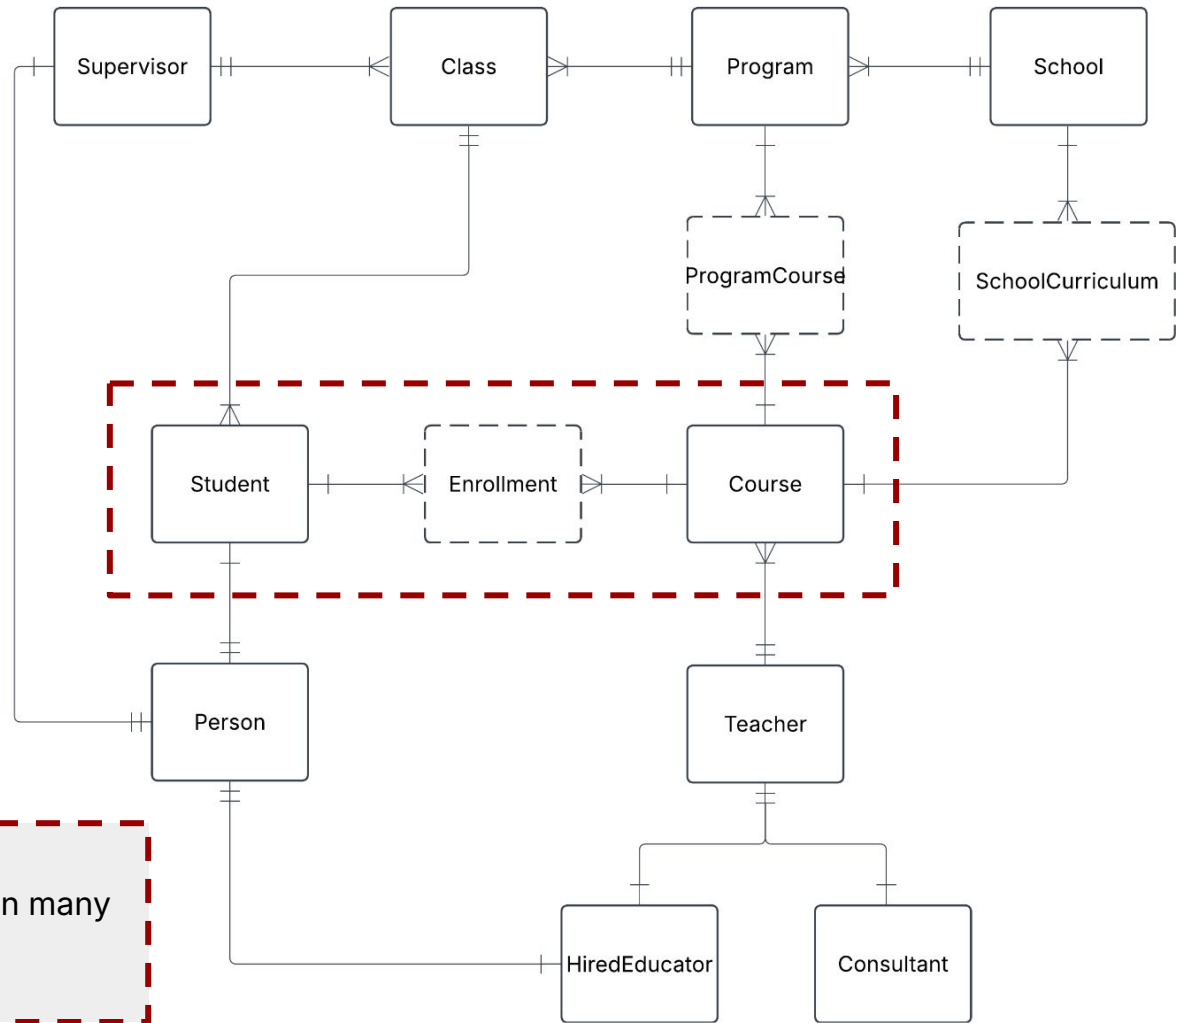 Supervisor
Class
Program
School
ProgramCourse
SchoolCurriculum
Student
Enrollment
Course
Person
Teacher
n many
HiredEducator
Consultant